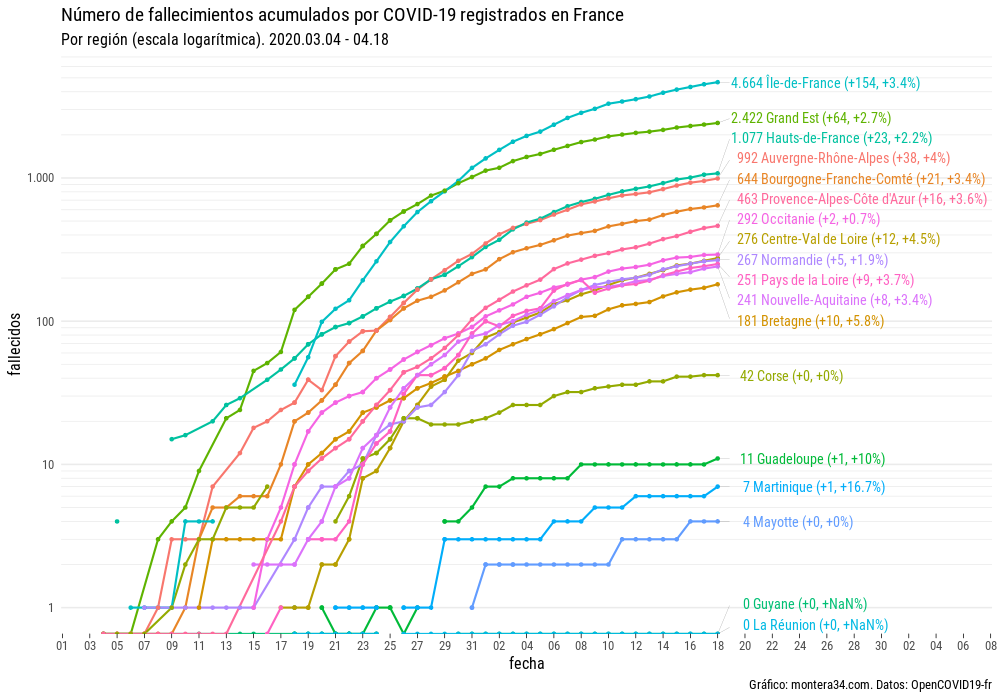 Número de fallecimientos acumulados por COVID-19 registrados en France
Por región (escala logarítmica). 2020.03.04 - 04.18
4.664 Île-de-France (+154, +3.4%)
2.422 Grand Est (+64, +2.7%)
1.077 Hauts-de-France (+23, +2.2%)
992 Auvergne-Rhône-Alpes (+38, +4%)
644 Bourgogne-Franche-Comté (+21, +3.4%)
463 Provence-Alpes-Côte d'Azur (+16, +3.6%)
292 Occitanie (+2, +0.7%)
276 Centre-Val de Loire (+12, +4.5%)
267 Normandie (+5, +1.9%)
251 Pays de la Loire (+9, +3.7%)
241 Nouvelle-Aquitaine (+8, +3.4%)
181 Bretagne (+10, +5.8%)
42 Corse (+0, +0%)
11 Guadeloupe (+1, +10%)
7 Martinique (+1, +16.7%)
4 Mayotte (+0, +0%)
0 Guyane (+0, +NaN%)
0 La Réunion (+0, +NaN%)
fallecidos
1.000
100
10
1
01 03 05 07 09 11 13 15 17 19 21 23 25 27 29 31 02 04 06 08 10 12 14 16 18 20 22 24 26 28 30 02 04 06 08
fecha
Gráfico: montera34.com. Datos: OpenCOVID19-fr